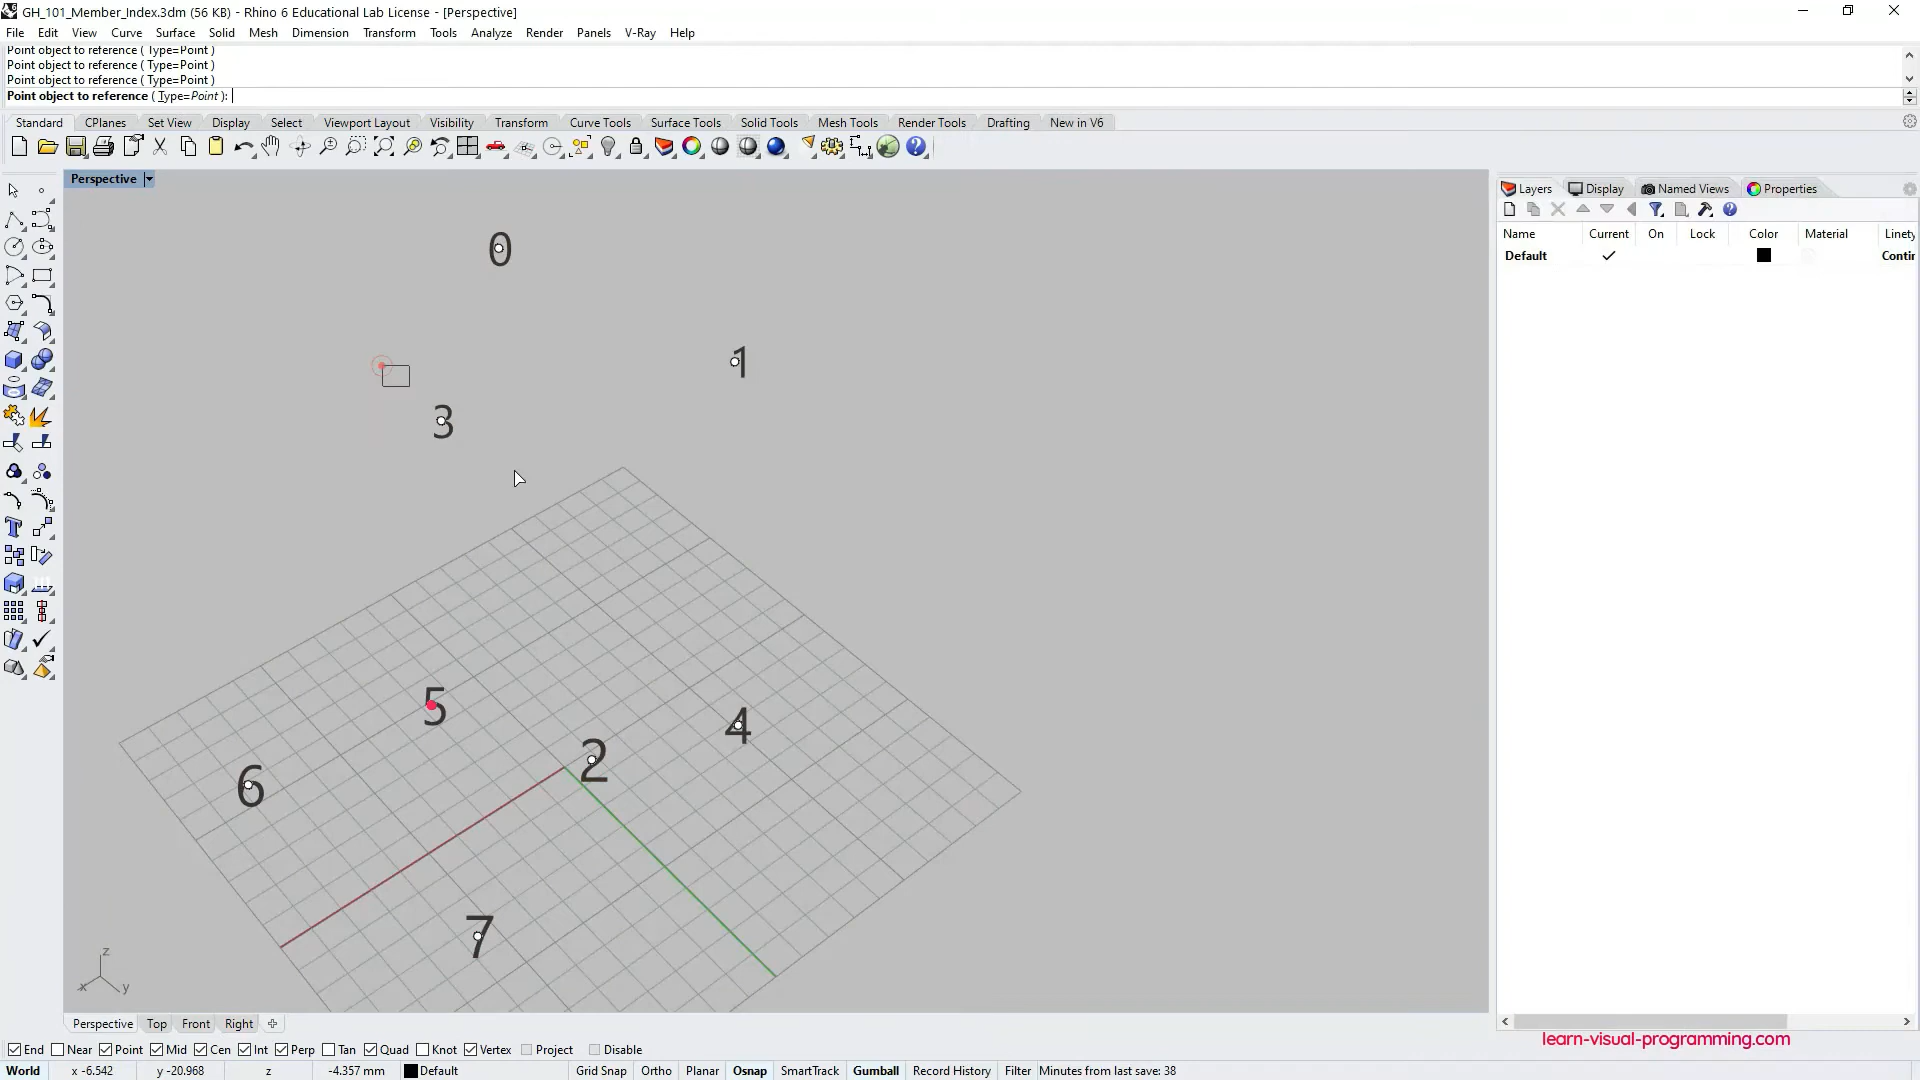 GH_101_Member_Index.3dm (56 KB) - Rhino 6 Educational Lab License - [Perspective]
File Edit View Curve Surface Solid Mesh Dimension Transform Tools Analyze Render Panels V-Ray Help
Point object to reference ( Type=Point )
Point object to reference ( Type=Point )
Point object to reference ( Type=Point )
Point object to reference ( Type=Point ):
Standard CPlanes Set View Display Select Viewport Layout Visibility Transform Curve Tools Surface Tools Solid Tools Mesh Tools Render Tools Drafting New in V6
Perspective
Layers Display Named Views Properties
Name Current On Lock Color Material Linety
Default Contir
0
1
3
5
4
2
6
7
z
x y
Perspective Top Front Right
learn-visual-programming.com
End Near Point Mid Cen Int Perp Tan Quad Knot Vertex Project Disable
World x -6.542 y -20.968 z -4.357 mm Default Grid Snap Ortho Planar Osnap SmartTrack Gumball Record History Filter Minutes from last save: 38